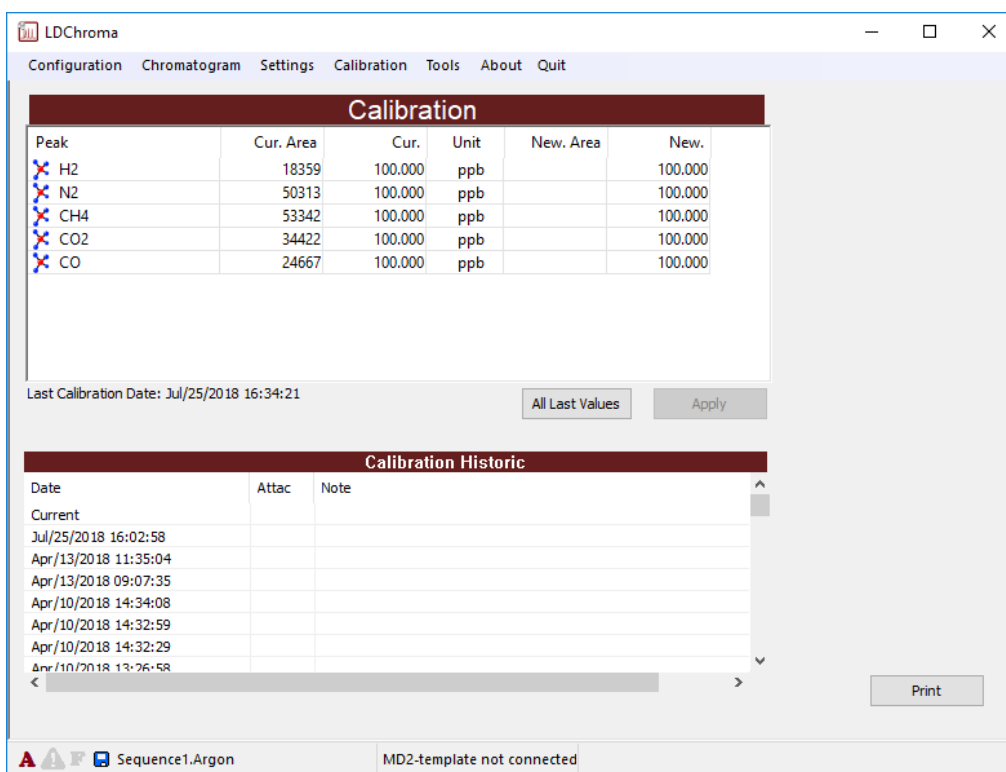 LDChroma
Configuration Chromatogram Settings Calibration Tools About Quit
Calibration
Peak Cur. Area Cur. Unit New. Area New.
H2 18359 100.000 ppb 100.000
N2 50313 100.000 ppb 100.000
CH4 53342 100.000 ppb 100.000
CO2 34422 100.000 ppb 100.000
CO 24667 100.000 ppb 100.000
Last Calibration Date: Jul/25/2018 16:34:21
All Last Values Apply
Calibration Historic
Date Attac Note
Current
Jul/25/2018 16:02:58
Apr/13/2018 11:35:04
Apr/13/2018 09:07:35
Apr/10/2018 14:34:08
Apr/10/2018 14:32:59
Apr/10/2018 14:32:29
Apr/10/2018 13:26:58
Print
A F Sequence1.Argon MD2-template not connected